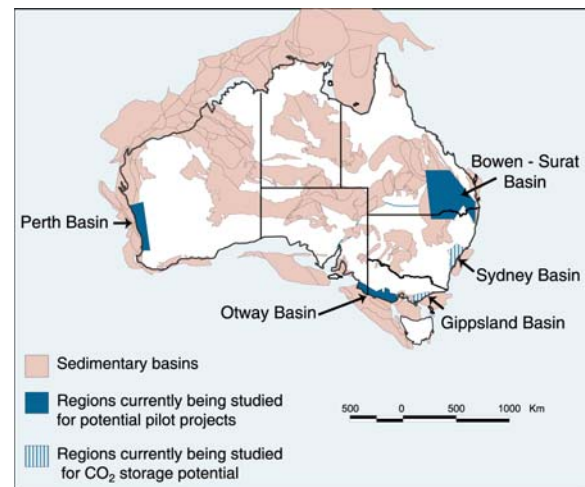 Bowen - Surat
Basin
Perth Basin
Sydney Basin
Otway Basin
Gippsland Basin
Sedimentary basins
Regions currently being studied
for potential pilot projects
500 0 500 1000 Km
Regions currently being studied
for CO₂ storage potential